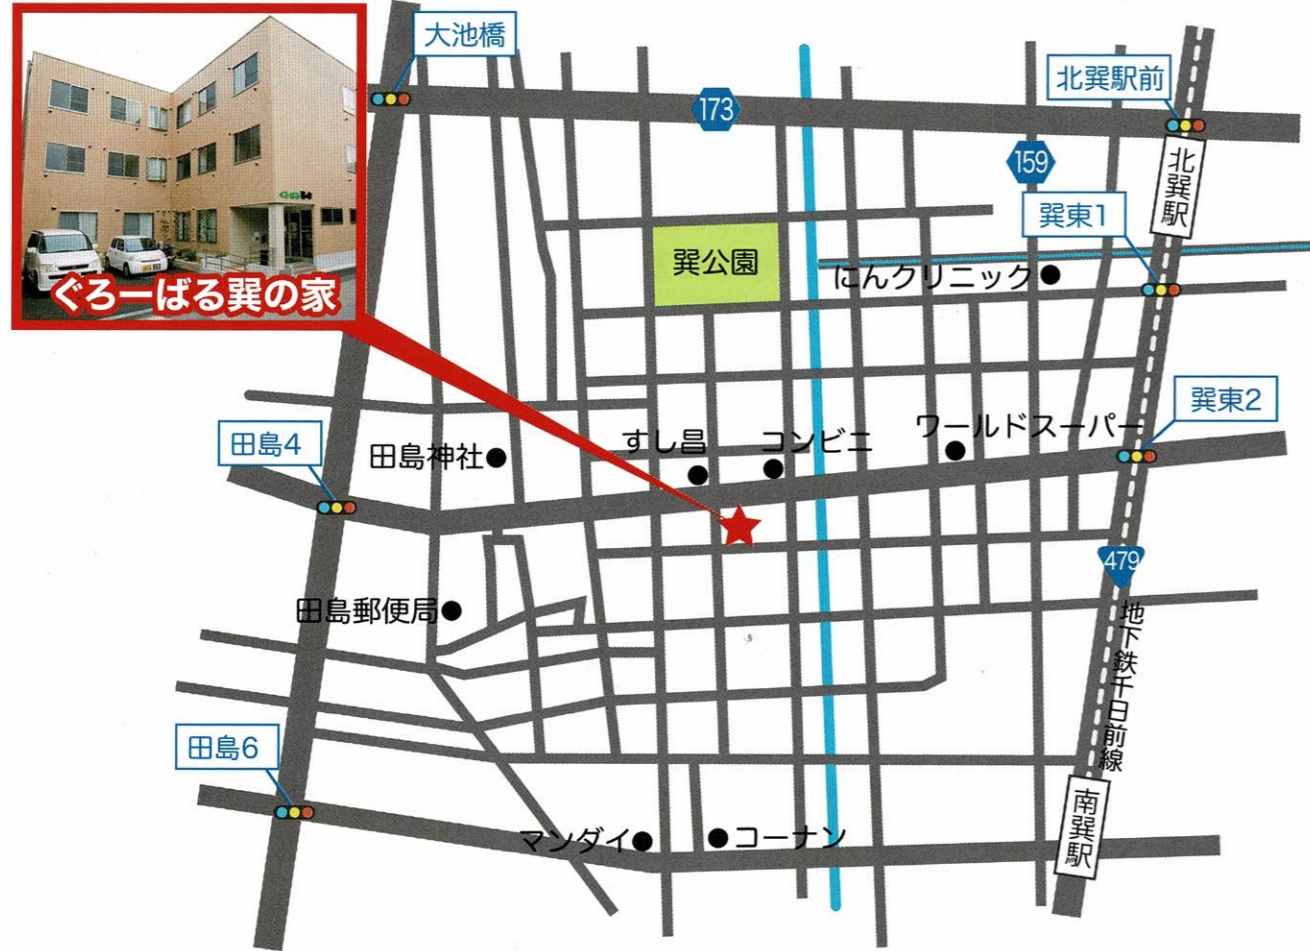 大池橋
北巽駅前
173
159
北巽駅
巽東1
巽公園
にんクリニック
ぐろーばる巽の家
巽東2
田島4
田島神社
すし昌
コンビニ
ワールドスーパー
479
地下鉄千日前線
田島郵便局
田島6
南巽駅
マンダイ
コーナン